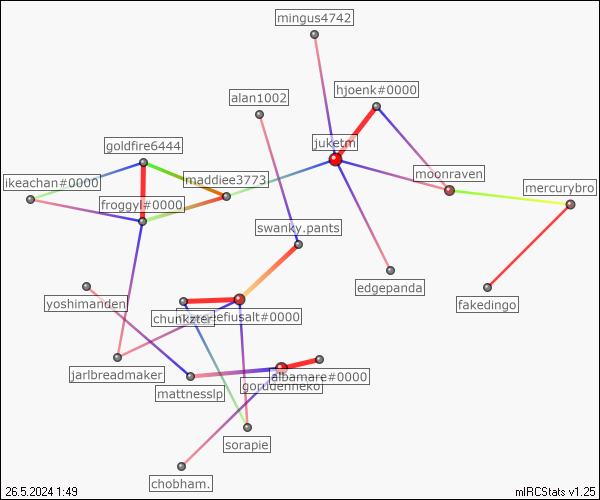 mingus4742
hjoenk#0000
alan1002
juketm
goldfire6444
maddiee3773
moonraven
ikeachan#0000
mercurybro
froggyl#0000
swanky.pants
edgepanda
fakedingo
yoshimanden
chunkzter
efiusalt#0000
jarlbreadmaker
albamare#0000
gorudenneko
mattnesslp
sorapie
chobham.
26.5.2024 1:49
mIRCStats v1.25